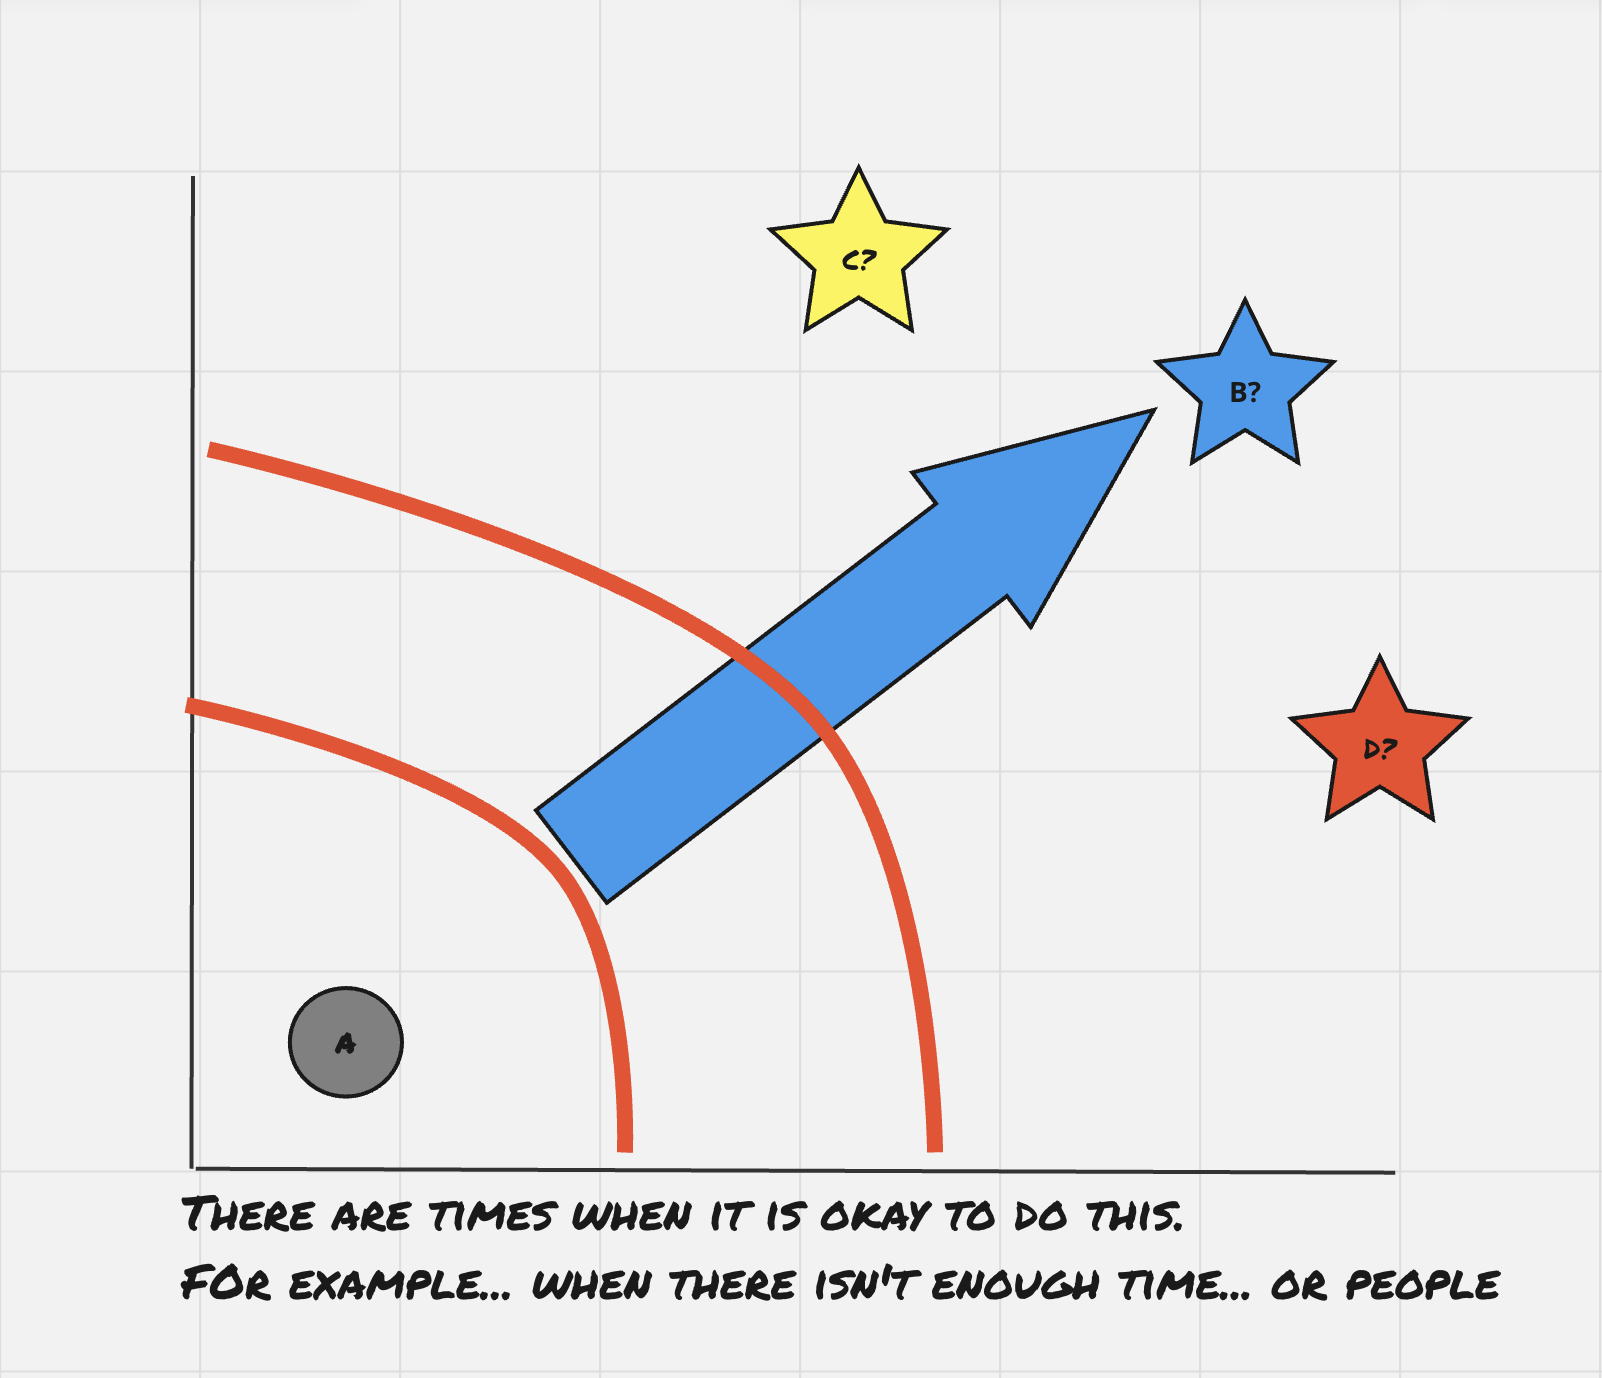 C?
B?
D?
A
There are times when it is okay to do this.
For example... when there isn't enough time... or people